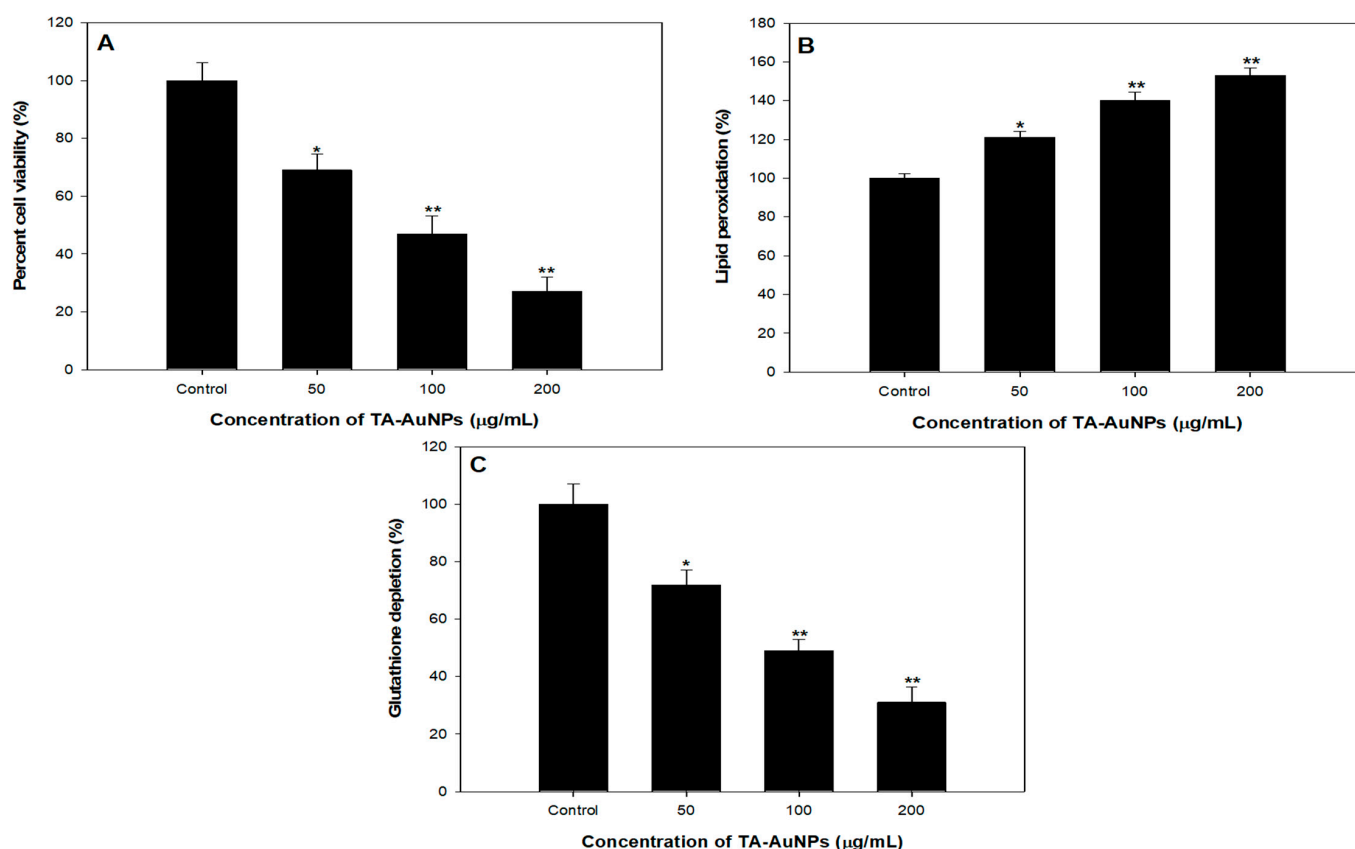 A
Percent cell viability (%)
120
100
80
60
40
20
0
*
**
**
Control 50 100 200
Concentration of TA-AuNPs (μg/mL)
B
Lipid peroxidation (%)
180
160
140
120
100
80
60
40
20
0
*
**
**
Control 50 100 200
Concentration of TA-AuNPs (μg/mL)
C
Glutathione depletion (%)
120
100
80
60
40
20
0
*
**
**
Control 50 100 200
Concentration of TA-AuNPs (μg/mL)